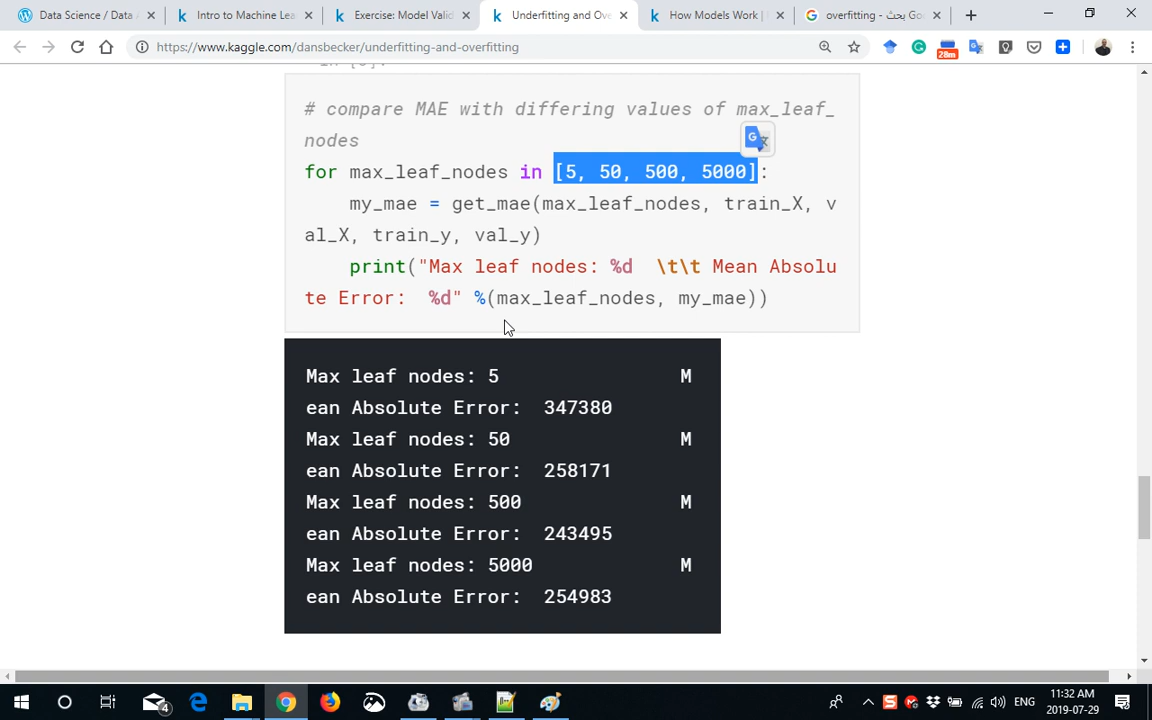 Data Science / Data A
Intro to Machine Lea
Exercise: Model Valid
Underfitting and Ove
How Models Work |
overfitting - بحث Goo
https://www.kaggle.com/dansbecker/underfitting-and-overfitting
28m
# compare MAE with differing values of max_leaf_
nodes
for max_leaf_nodes in [5, 50, 500, 5000]:
my_mae = get_mae(max_leaf_nodes, train_X, v
al_X, train_y, val_y)
print("Max leaf nodes: %d  \t\t Mean Absolu
te Error:  %d" %(max_leaf_nodes, my_mae))
Max leaf nodes: 5 M
ean Absolute Error:  347380
Max leaf nodes: 50 M
ean Absolute Error:  258171
Max leaf nodes: 500 M
ean Absolute Error:  243495
Max leaf nodes: 5000 M
ean Absolute Error:  254983
4
ENG
11:32 AM
2019-07-29